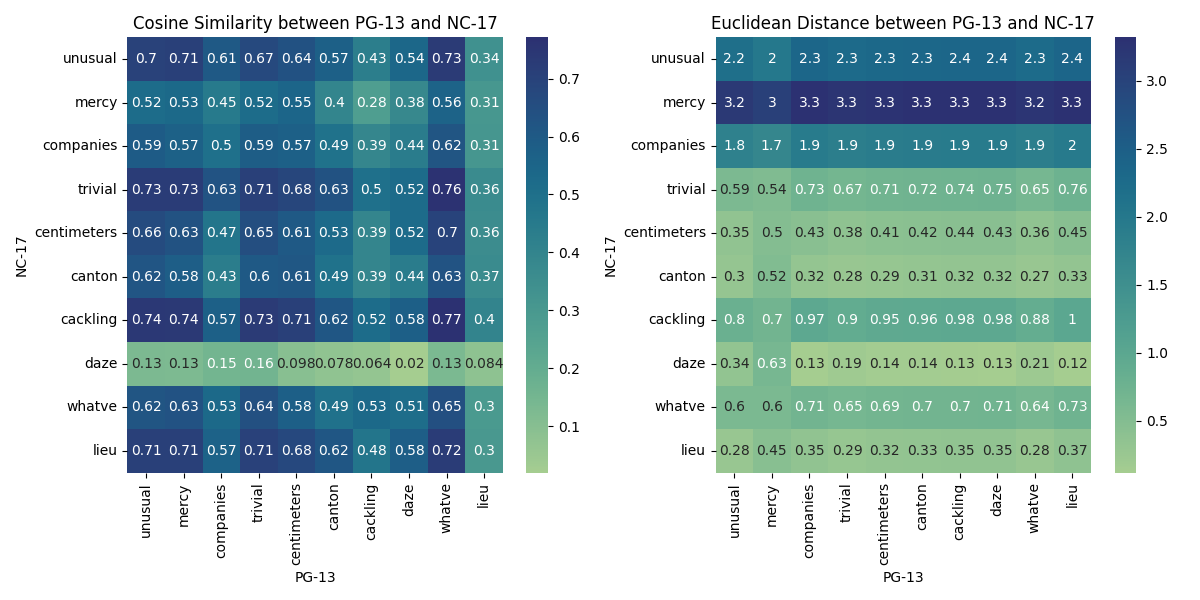 Cosine Similarity between PG-13 and NC-17
unusual 0.7 0.71 0.61 0.67 0.64 0.57 0.43 0.54 0.73 0.34
mercy 0.52 0.53 0.45 0.52 0.55 0.4 0.28 0.38 0.56 0.31
companies 0.59 0.57 0.5 0.59 0.57 0.49 0.39 0.44 0.62 0.31
trivial 0.73 0.73 0.63 0.71 0.68 0.63 0.5 0.52 0.76 0.36
centimeters 0.66 0.63 0.47 0.65 0.61 0.53 0.39 0.52 0.7 0.36
canton 0.62 0.58 0.43 0.6 0.61 0.49 0.39 0.44 0.63 0.37
cackling 0.74 0.74 0.57 0.73 0.71 0.62 0.52 0.58 0.77 0.4
daze 0.13 0.13 0.15 0.16 0.098 0.078 0.064 0.02 0.13 0.084
whatve 0.62 0.63 0.53 0.64 0.58 0.49 0.53 0.51 0.65 0.3
lieu 0.71 0.71 0.57 0.71 0.68 0.62 0.48 0.58 0.72 0.3
NC-17
unusual mercy companies trivial centimeters canton cackling daze whatve lieu
PG-13
0.7
0.6
0.5
0.4
0.3
0.2
0.1
Euclidean Distance between PG-13 and NC-17
unusual 2.2 2 2.3 2.3 2.3 2.3 2.4 2.4 2.3 2.4
mercy 3.2 3 3.3 3.3 3.3 3.3 3.3 3.3 3.2 3.3
companies 1.8 1.7 1.9 1.9 1.9 1.9 1.9 1.9 1.9 2
trivial 0.59 0.54 0.73 0.67 0.71 0.72 0.74 0.75 0.65 0.76
centimeters 0.35 0.5 0.43 0.38 0.41 0.42 0.44 0.43 0.36 0.45
canton 0.3 0.52 0.32 0.28 0.29 0.31 0.32 0.32 0.27 0.33
cackling 0.8 0.7 0.97 0.9 0.95 0.96 0.98 0.98 0.88 1
daze 0.34 0.63 0.13 0.19 0.14 0.14 0.13 0.13 0.21 0.12
whatve 0.6 0.6 0.71 0.65 0.69 0.7 0.7 0.71 0.64 0.73
lieu 0.28 0.45 0.35 0.29 0.32 0.33 0.35 0.35 0.28 0.37
NC-17
unusual mercy companies trivial centimeters canton cackling daze whatve lieu
PG-13
3.0
2.5
2.0
1.5
1.0
0.5